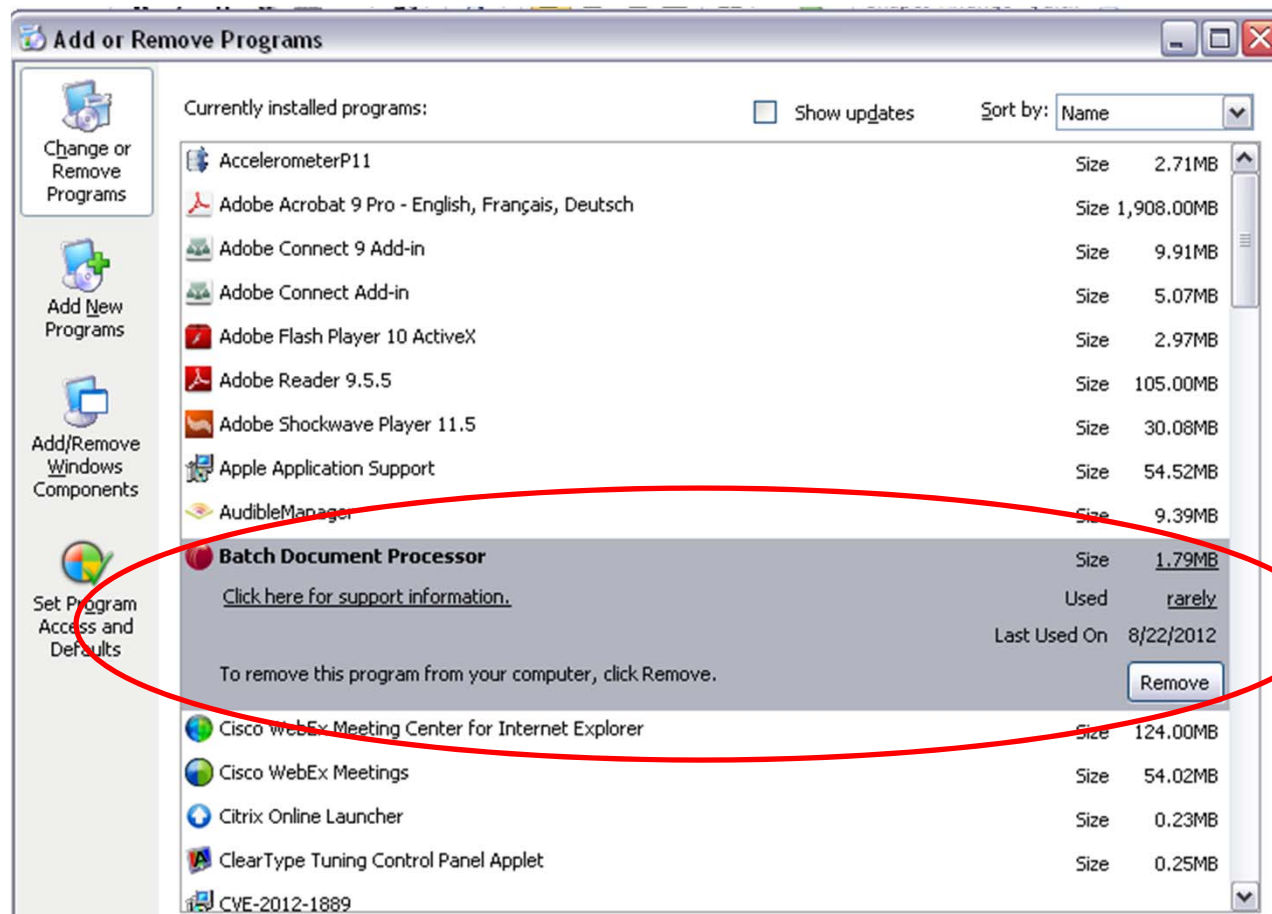 Add or Remove Programs
Change or
Remove
Programs
Add New
Programs
Add/Remove
Windows
Components
Set Program
Access and
Defaults
Currently installed programs:
Show updates
Sort by: Name
AccelerometerP11 Size 2.71MB
Adobe Acrobat 9 Pro - English, Français, Deutsch Size 1,908.00MB
Adobe Connect 9 Add-in Size 9.91MB
Adobe Connect Add-in Size 5.07MB
Adobe Flash Player 10 ActiveX Size 2.97MB
Adobe Reader 9.5.5 Size 105.00MB
Adobe Shockwave Player 11.5 Size 30.08MB
Apple Application Support Size 54.52MB
AudibleManager Size 9.39MB
Batch Document Processor Size 1.79MB
Click here for support information. Used rarely
Last Used On 8/22/2012
To remove this program from your computer, click Remove. Remove
Cisco WebEx Meeting Center for Internet Explorer Size 124.00MB
Cisco WebEx Meetings Size 54.02MB
Citrix Online Launcher Size 0.23MB
ClearType Tuning Control Panel Applet Size 0.25MB
CVE-2012-1889